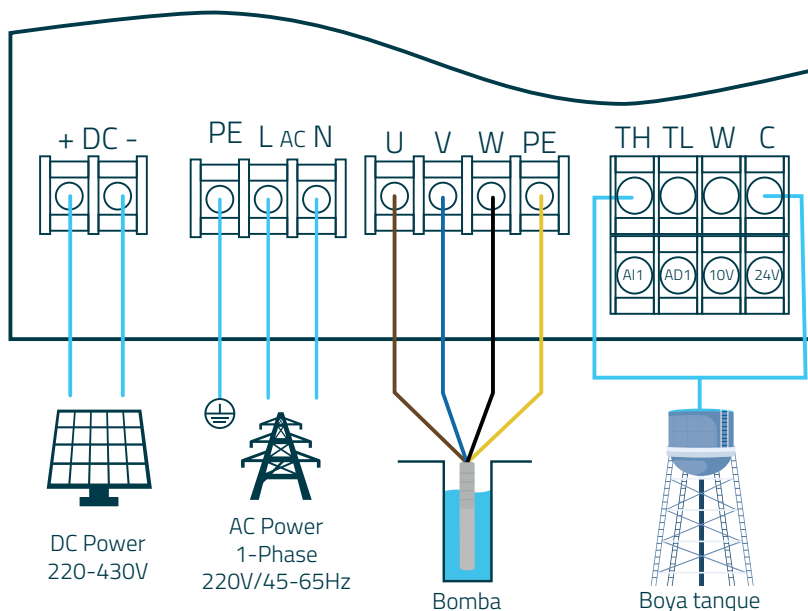 + DC -
PE L AC N
U V W PE
TH TL W C
AI1 AD1 10V 24V
DC Power
220-430V
AC Power
1-Phase
220V/45-65Hz
Bomba
Boya tanque